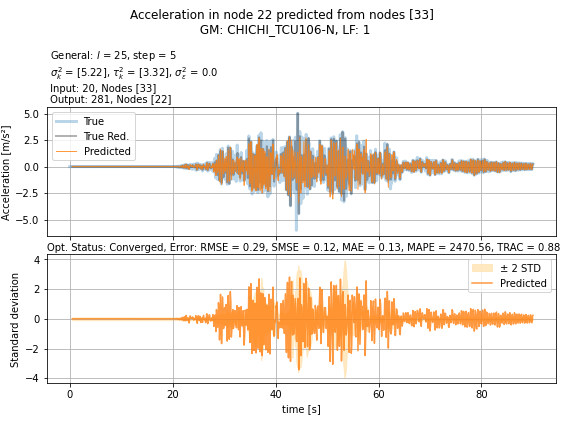 Acceleration in node 22 predicted from nodes [33]
GM: CHICHI_TCU106-N, LF: 1
General: l = 25, step = 5
σ²ₖ = [5.22], τ²ₖ = [3.32], σ²ε = 0.0
Input: 20, Nodes [33]
Output: 281, Nodes [22]
True
True Red.
Predicted
Acceleration [m/s²]
5.0
2.5
0.0
−2.5
−5.0
Opt. Status: Converged, Error: RMSE = 0.29, SMSE = 0.12, MAE = 0.13, MAPE = 2470.56, TRAC = 0.88
± 2 STD
Predicted
Standard deviation
4
2
0
−2
−4
0 20 40 60 80
time [s]